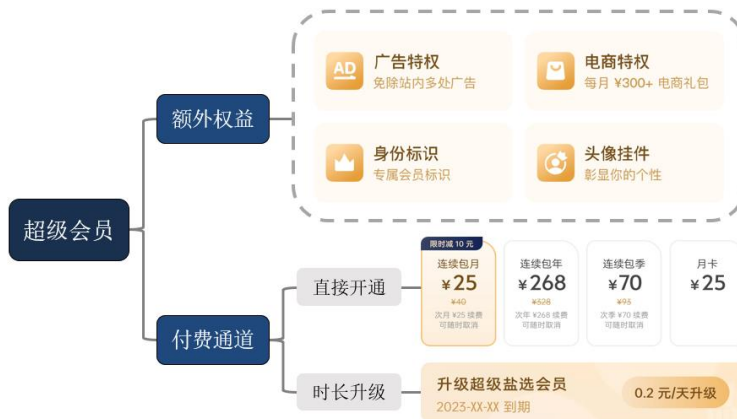 超级会员
额外权益
AD
广告特权
免除站内多处广告
电商特权
每月 ¥300+ 电商礼包
身份标识
专属会员标识
头像挂件
彰显你的个性
付费通道
直接开通
限时减 10 元
连续包月
¥25
¥40
次月 ¥25 续费
可随时取消
连续包年
¥268
¥328
次年 ¥268 续费
可随时取消
连续包季
¥70
¥93
次季 ¥70 续费
可随时取消
月卡
¥25
时长升级
升级超级盐选会员
2023-XX-XX 到期
0.2 元/天升级